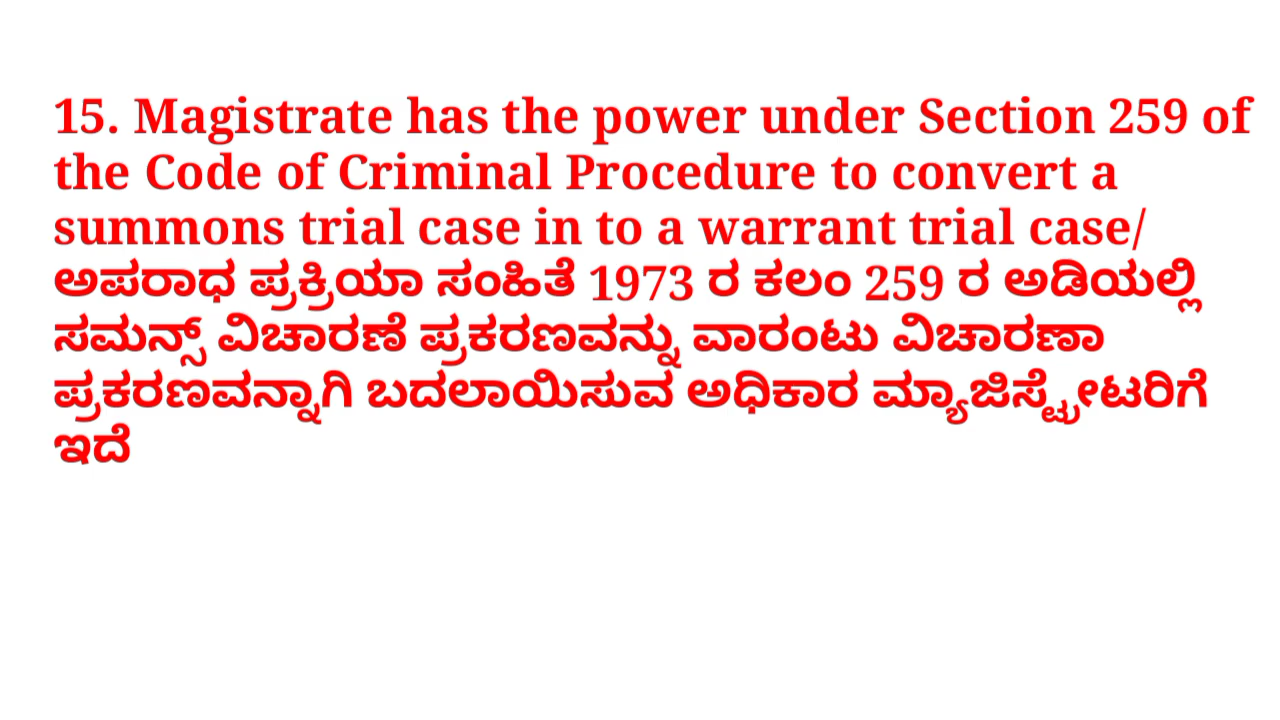 15. Magistrate has the power under Section 259 of
the Code of Criminal Procedure to convert a
summons trial case in to a warrant trial case/
ಅಪರಾಧ ಪ್ರಕ್ರಿಯಾ ಸಂಹಿತೆ 1973 ರ ಕಲಂ 259 ರ ಅಡಿಯಲ್ಲಿ
ಸಮನ್ಸ್ ವಿಚಾರಣೆ ಪ್ರಕರಣವನ್ನು ವಾರಂಟು ವಿಚಾರಣಾ
ಪ್ರಕರಣವನ್ನಾಗಿ ಬದಲಾಯಿಸುವ ಅಧಿಕಾರ ಮ್ಯಾಜಿಸ್ಟ್ರೇಟರಿಗೆ
ಇದೆ